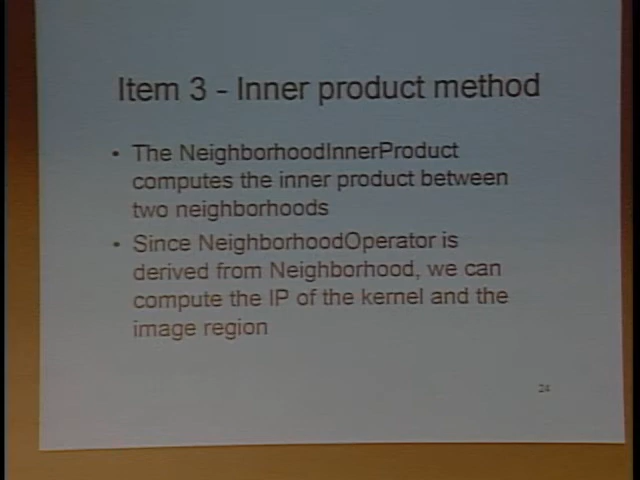 Item 3 - Inner product method
• The NeighborhoodInnerProduct
computes the inner product between
two neighborhoods
• Since NeighborhoodOperator is
derived from Neighborhood, we can
compute the IP of the kernel and the
image region
24